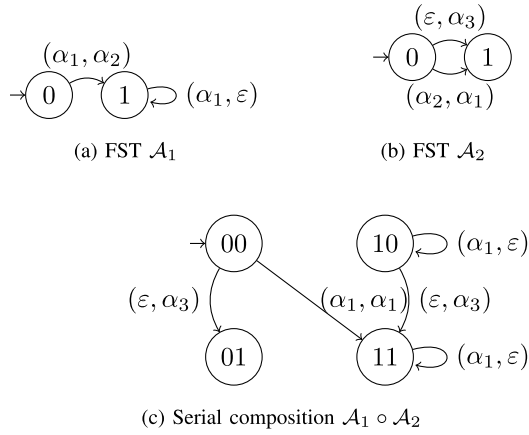 (ε, α₃)
(α₁, α₂)
0 1
0 1 (α₁, ε)
(α₂, α₁)
(a) FST 𝒜₁
(b) FST 𝒜₂
00 10 (α₁, ε)
(ε, α₃) (α₁, α₁) (ε, α₃)
01 11 (α₁, ε)
(c) Serial composition 𝒜₁ ∘ 𝒜₂